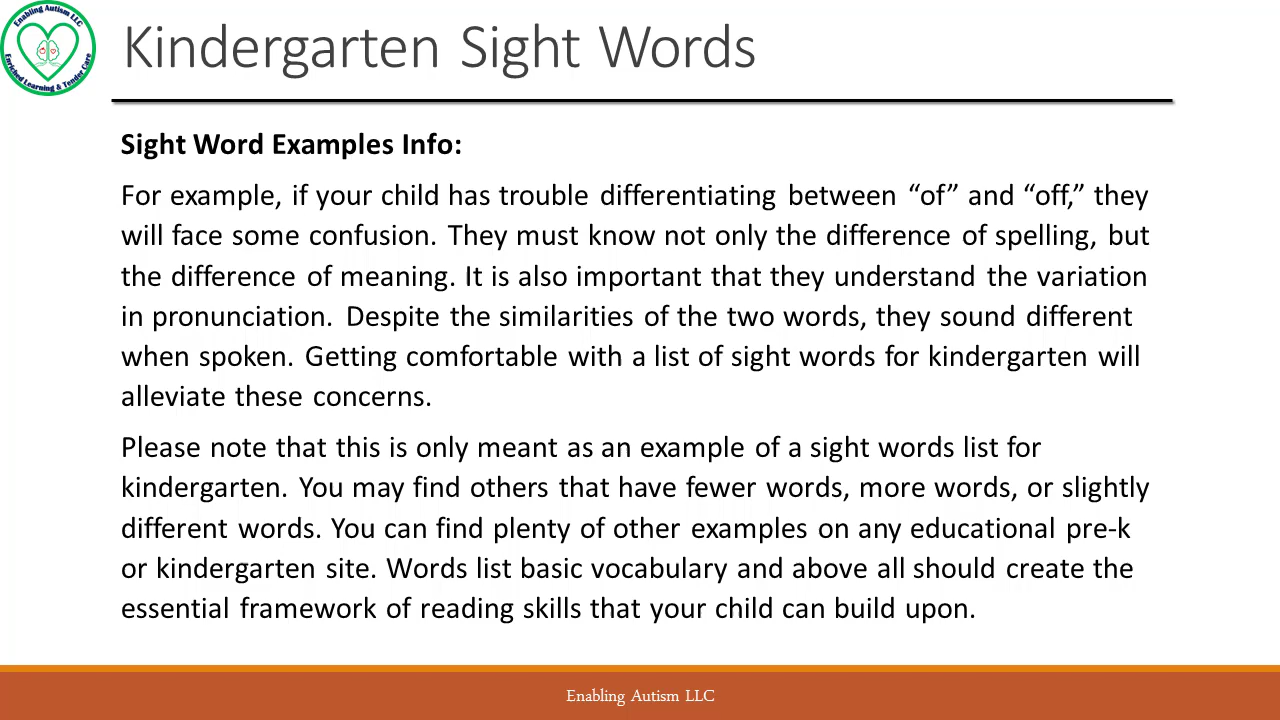 Enabling Autism LLC
Enriched Learning & Tender Care
Kindergarten Sight Words
Sight Word Examples Info:
For example, if your child has trouble differentiating between “of” and “off,” they
will face some confusion. They must know not only the difference of spelling, but
the difference of meaning. It is also important that they understand the variation
in pronunciation. Despite the similarities of the two words, they sound different
when spoken. Getting comfortable with a list of sight words for kindergarten will
alleviate these concerns.
Please note that this is only meant as an example of a sight words list for
kindergarten. You may find others that have fewer words, more words, or slightly
different words. You can find plenty of other examples on any educational pre-k
or kindergarten site. Words list basic vocabulary and above all should create the
essential framework of reading skills that your child can build upon.
Enabling Autism LLC